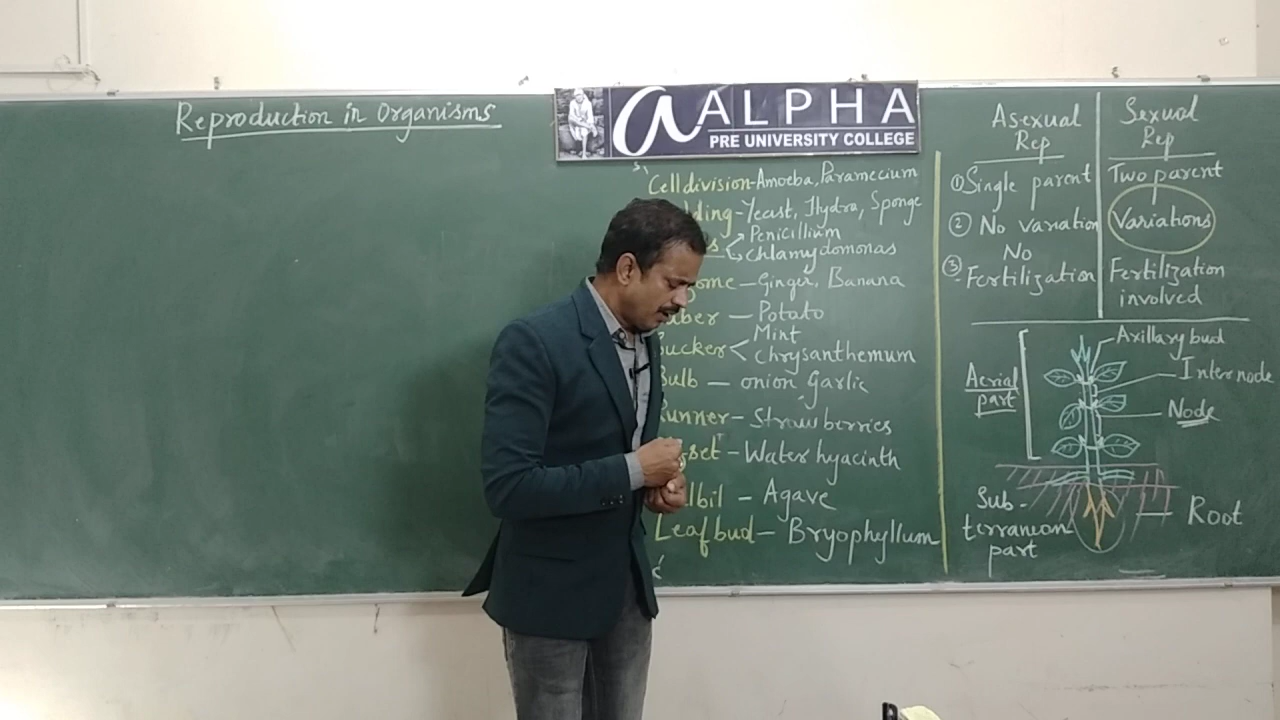 Reproduction in Organisms
a ALPHA
PRE UNIVERSITY COLLEGE
Cell division - Amoeba, Paramecium
- Yeast, Hydra, Sponge
Penicillium
Chlamydomonas
- Ginger, Banana
- Potato
Mint
Sucker < Chrysanthemum
Bulb - onion Garlic
Runner - Strawberries
- Water hyacinth
- Agave
Leaf bud - Bryophyllum
Asexual Rep
① Single parent
② No variation
③ No Fertilization
Sexual Rep
Two parent
Variations
Fertilization
involved
Aerial
part
Axillary bud
Internode
Node
Sub-
terranion
part
Root